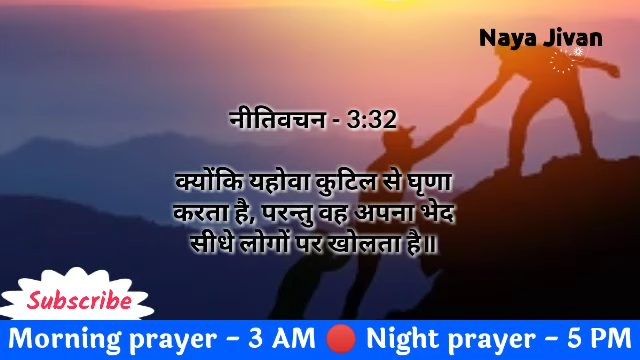 Naya Jivan
नीतिवचन - 3:32
क्योंकि यहोवा कुटिल से घृणा
करता है, परन्तु वह अपना भेद
सीधे लोगों पर खोलता है॥
Subscribe
Morning prayer - 3 AM 🔴 Night prayer - 5 PM